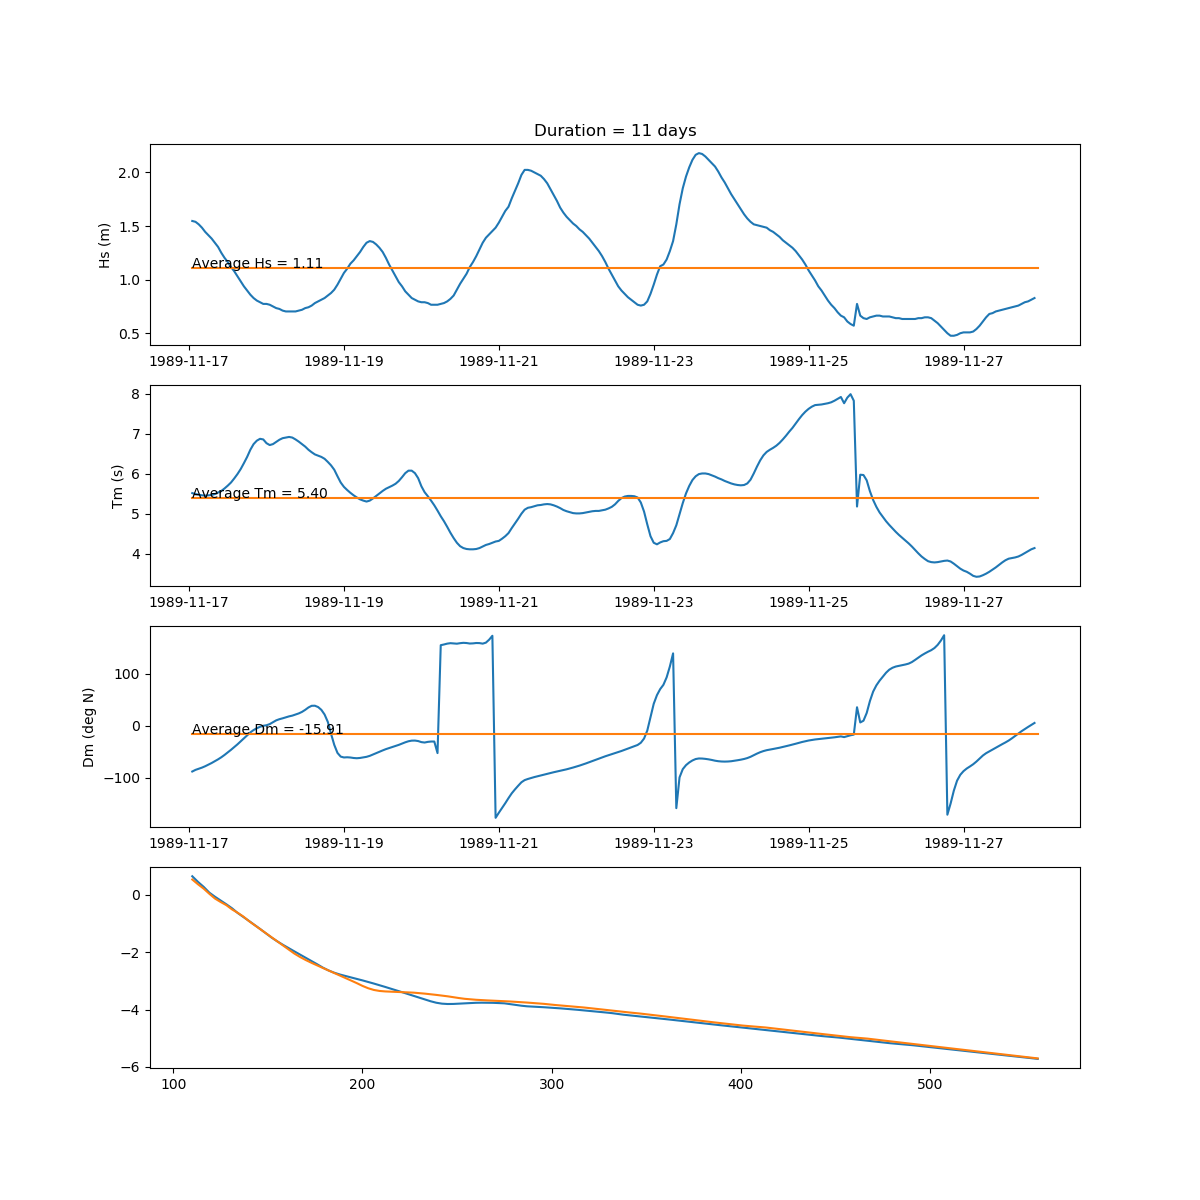 Duration = 11 days
2.0
1.5
1.0
0.5
Hs (m)
Average Hs = 1.11
1989-11-17 1989-11-19 1989-11-21 1989-11-23 1989-11-25 1989-11-27
8
7
6
5
4
Tm (s)
Average Tm = 5.40
1989-11-17 1989-11-19 1989-11-21 1989-11-23 1989-11-25 1989-11-27
100
0
−100
Dm (deg N)
Average Dm = -15.91
1989-11-17 1989-11-19 1989-11-21 1989-11-23 1989-11-25 1989-11-27
0
−2
−4
−6
100 200 300 400 500